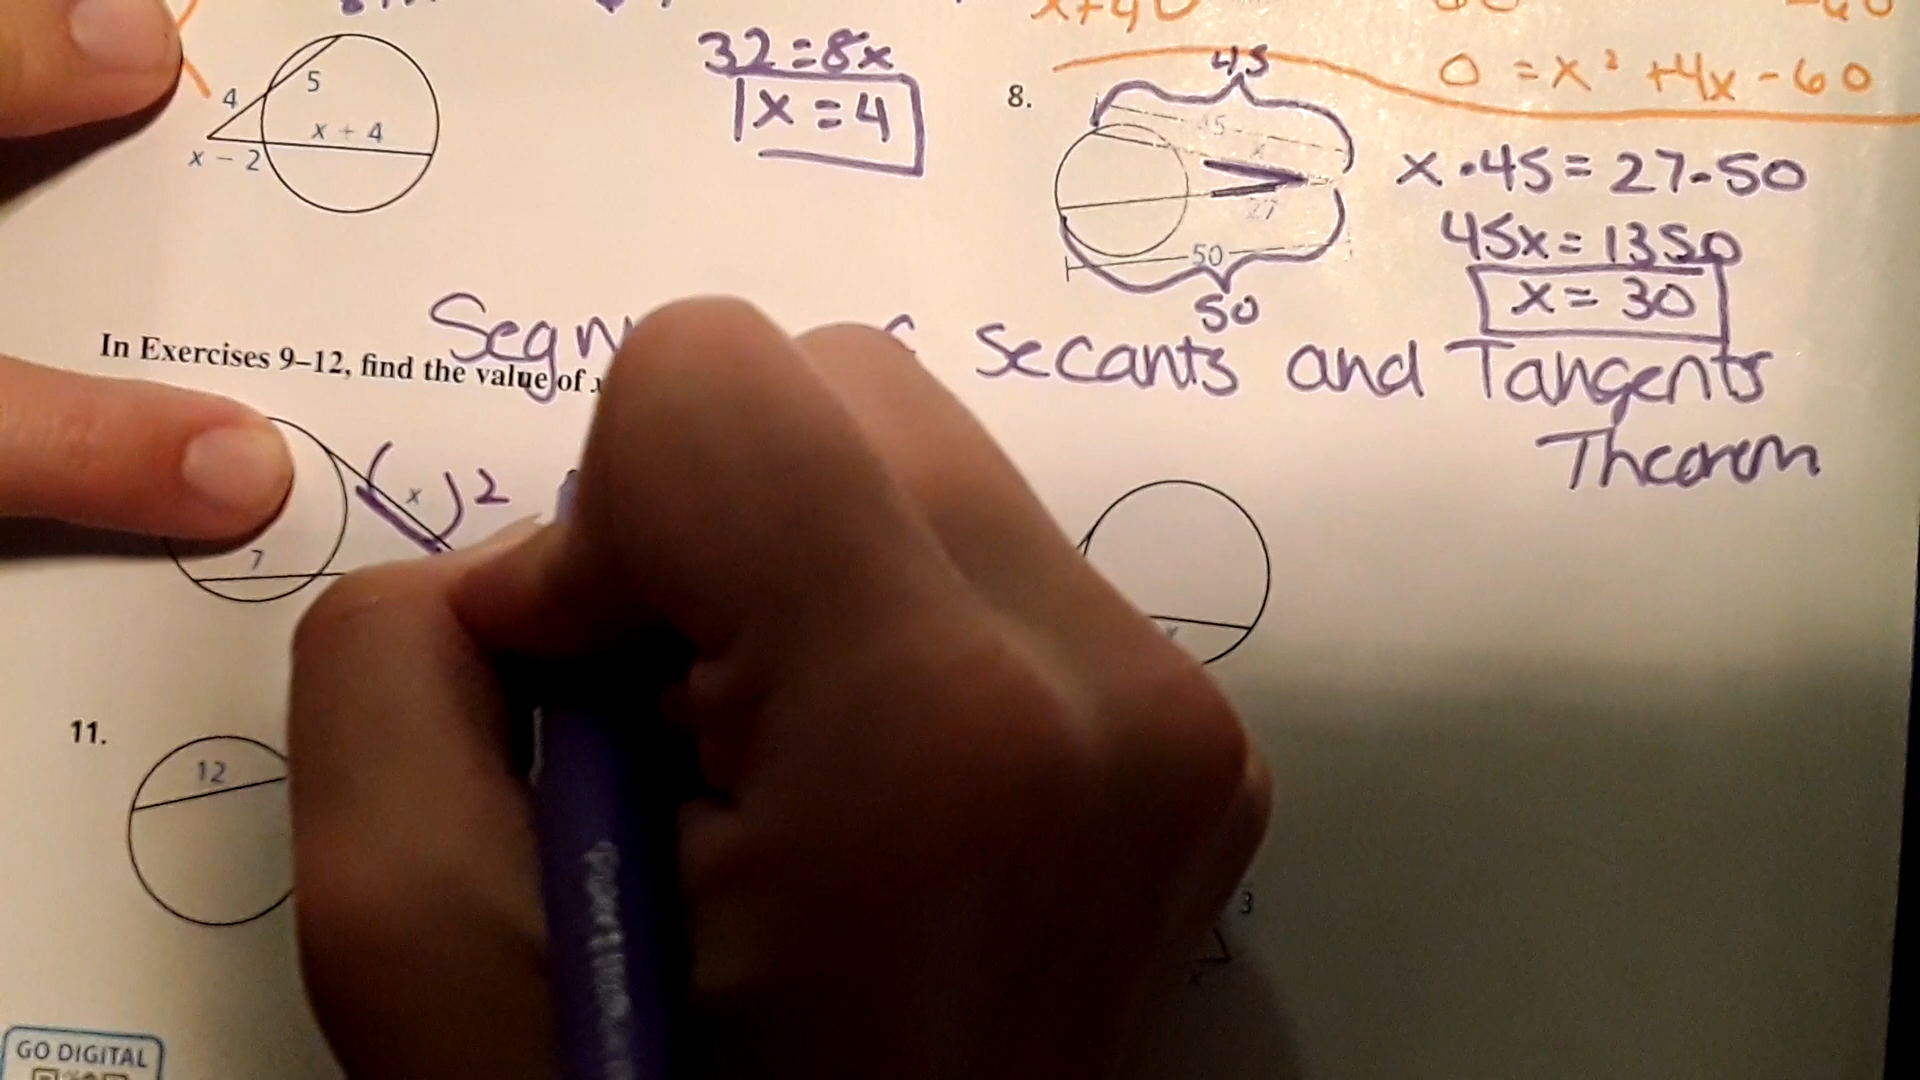 x+40
0 = x² + 4x - 60
32 = 8x
x = 4
4
5
x + 4
x − 2
8.
45
x
27
50
50
x · 45 = 27 · 50
45x = 1350
x = 30
Secants and Tangents
Theorem
In Exercises 9–12, find the value of x
x
( )2
7
11.
12
3
x
GO DIGITAL